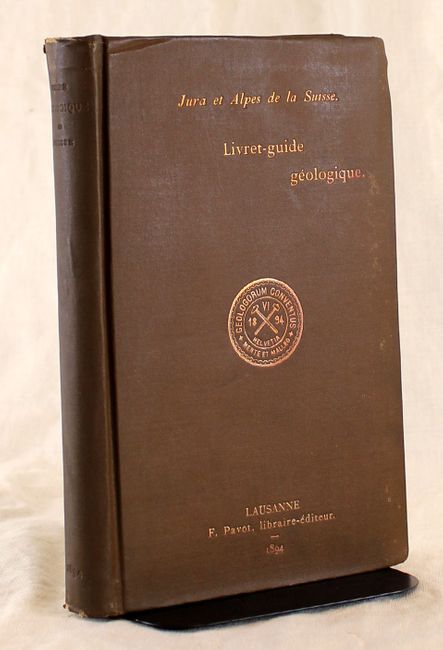 Jura et Alpes de la Suisse.
Livret-guide
géologique.
GEOLOGORUM CONVENTUS
VI
18 94
HELVETIA
MENTE ET MALLEO
LAUSANNE
F. Payot, libraire-éditeur.
1894
1894